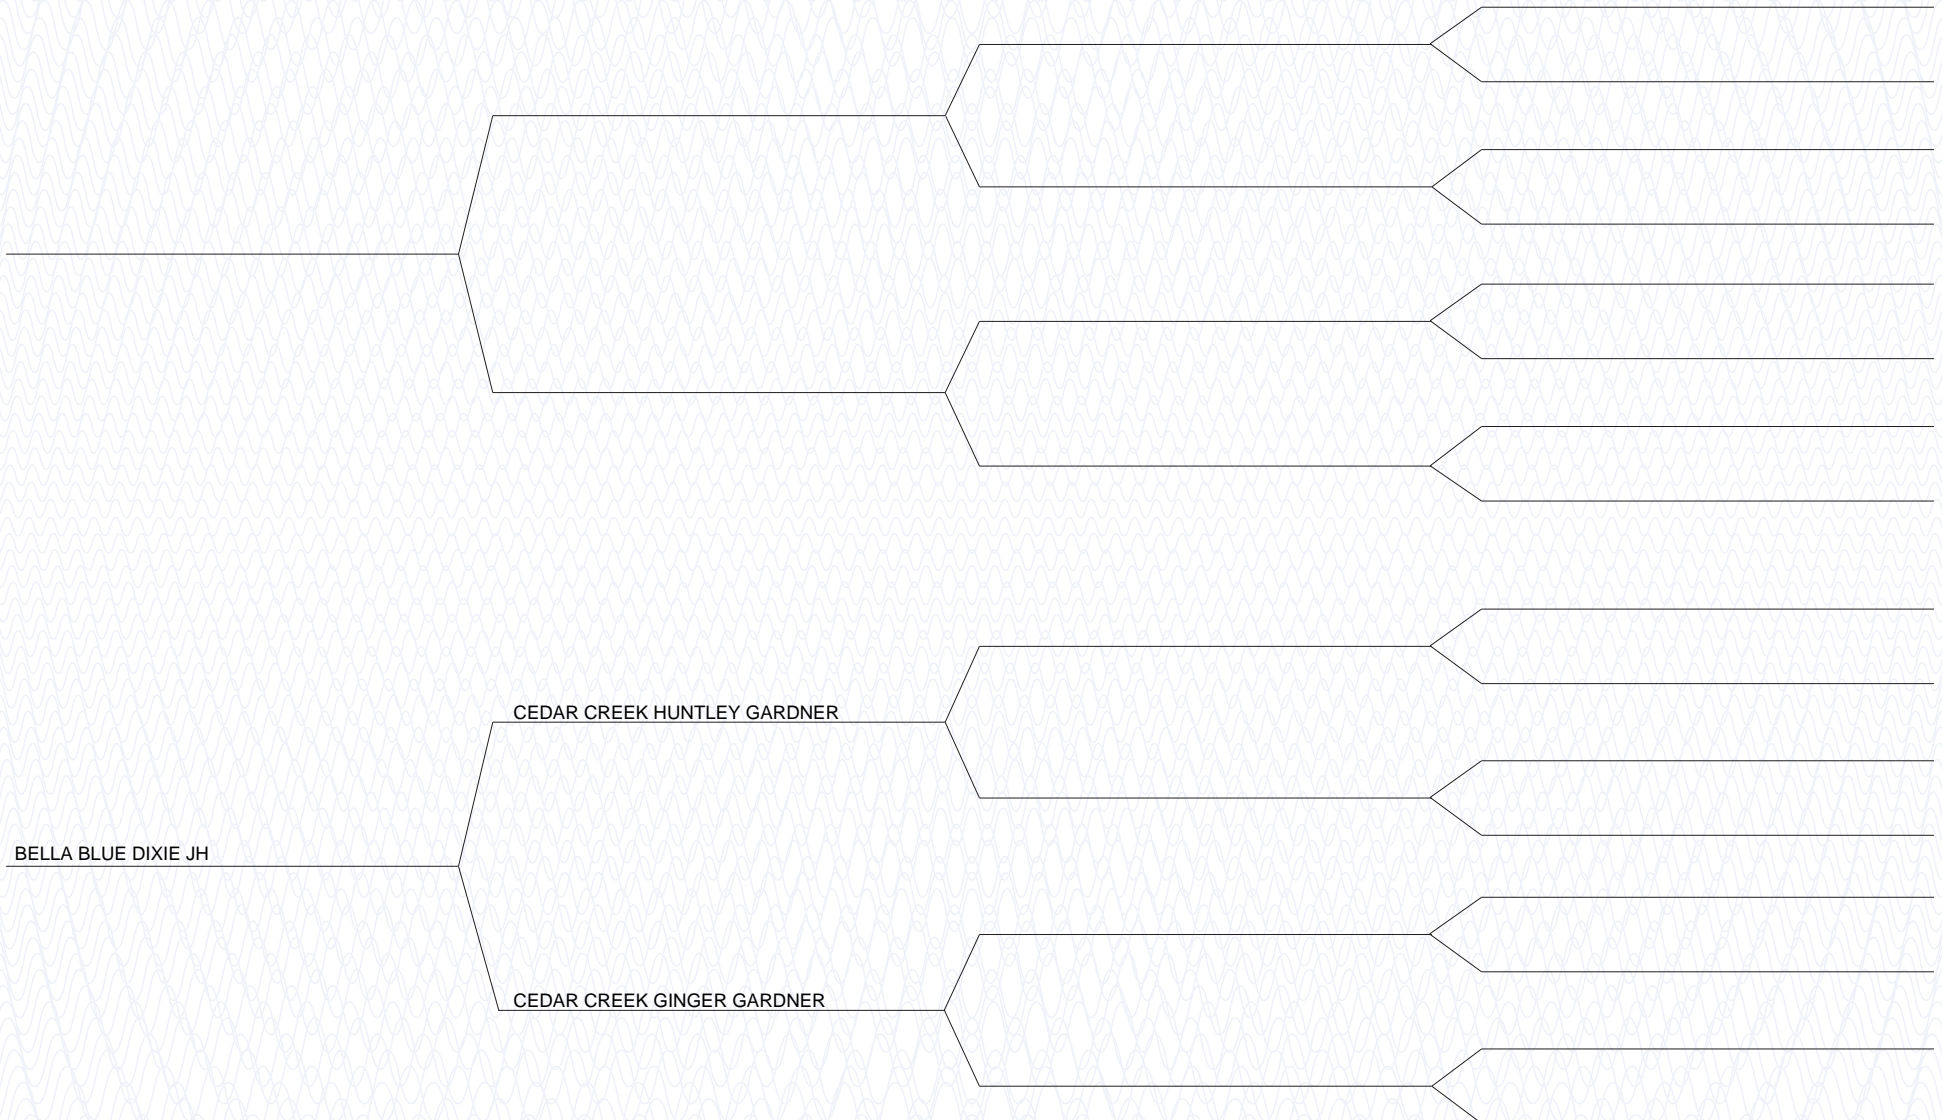 CEDAR CREEK HUNTLEY GARDNER
BELLA BLUE DIXIE JH
CEDAR CREEK GINGER GARDNER